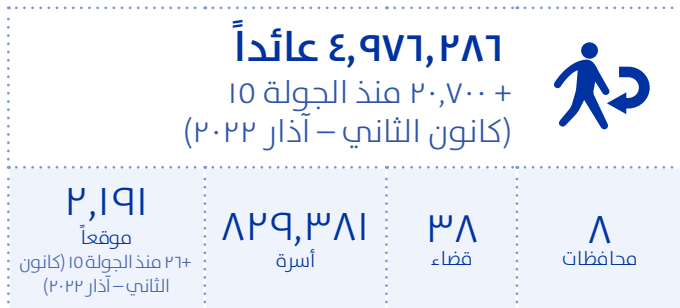 ٤,٩٧٦,٢٨٦ عائداً
+ ٢٠,٧٠٠ منذ الجولة ١٥
(كانون الثاني – آذار ٢٠٢٢)
٨
محافظات
٣٨
قضاء
٨٢٩,٣٨١
أسرة
٢,١٩١
موقعاً
+٢٦ منذ الجولة ١٥ (كانون
الثاني – آذار ٢٠٢٢)